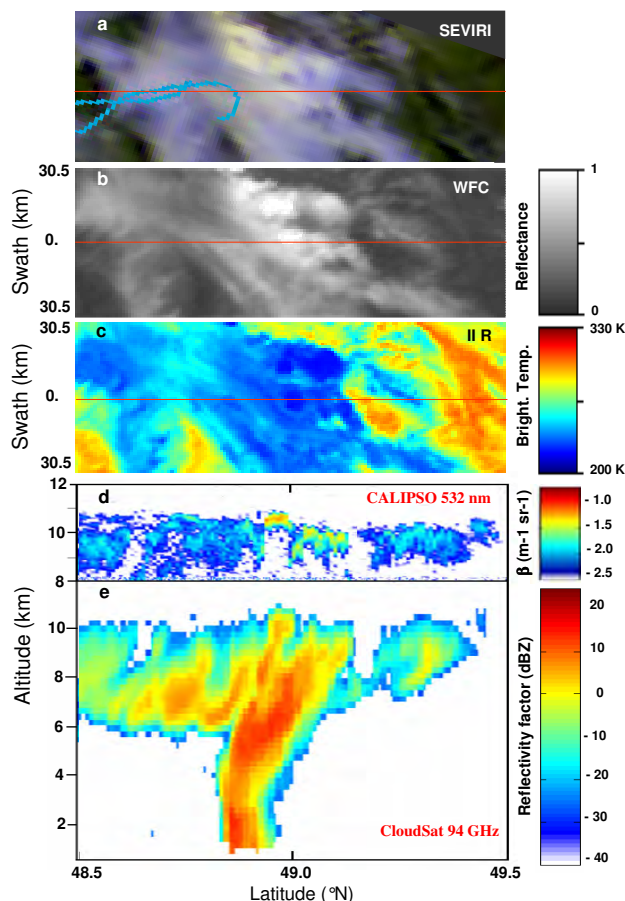 a
SEVIRI
30.5
b
WFC
Swath (km)
0.
30.5
1
Reflectance
0
30.5
c
II R
Swath (km)
0.
30.5
330 K
Bright. Temp.
200 K
12
d
CALIPSO 532 nm
10
8
- 1.0
- 1.5
- 2.0
- 2.5
β (m-1 sr-1)
e
Altitude (km)
8
6
4
2
CloudSat 94 GHz
20
10
- 0
- 10
- 20
- 30
- 40
Reflectivity factor (dBZ)
48.5
49.0
49.5
Latitude (°N)